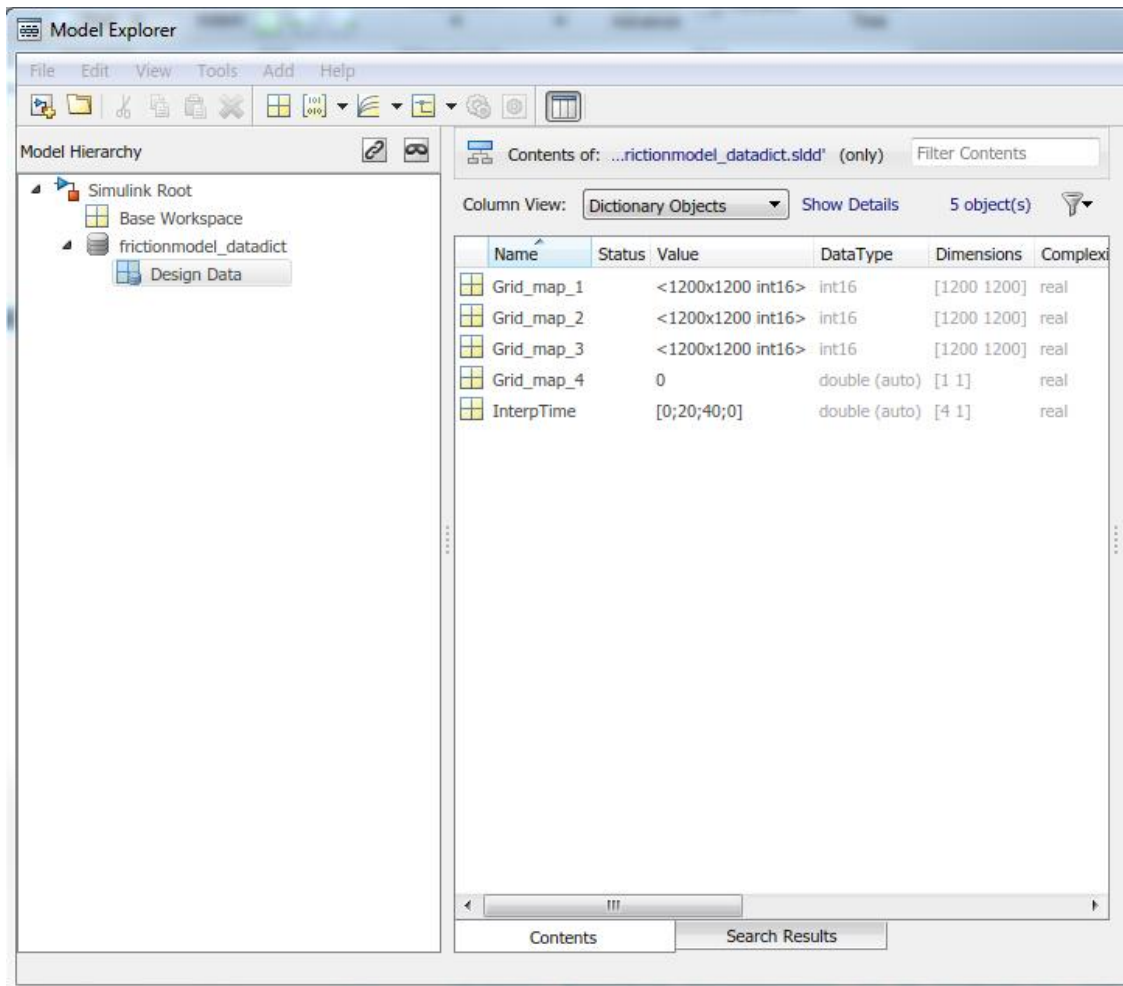 Model Explorer
File Edit View Tools Add Help
Model Hierarchy
Simulink Root
Base Workspace
frictionmodel_datadict
Design Data
Contents of: ...rictionmodel_datadict.sldd' (only) Filter Contents
Column View: Dictionary Objects Show Details 5 object(s)
Name Status Value DataType Dimensions Complexi
Grid_map_1 <1200x1200 int16> int16 [1200 1200] real
Grid_map_2 <1200x1200 int16> int16 [1200 1200] real
Grid_map_3 <1200x1200 int16> int16 [1200 1200] real
Grid_map_4 0 double (auto) [1 1] real
InterpTime [0;20;40;0] double (auto) [4 1] real
Contents Search Results